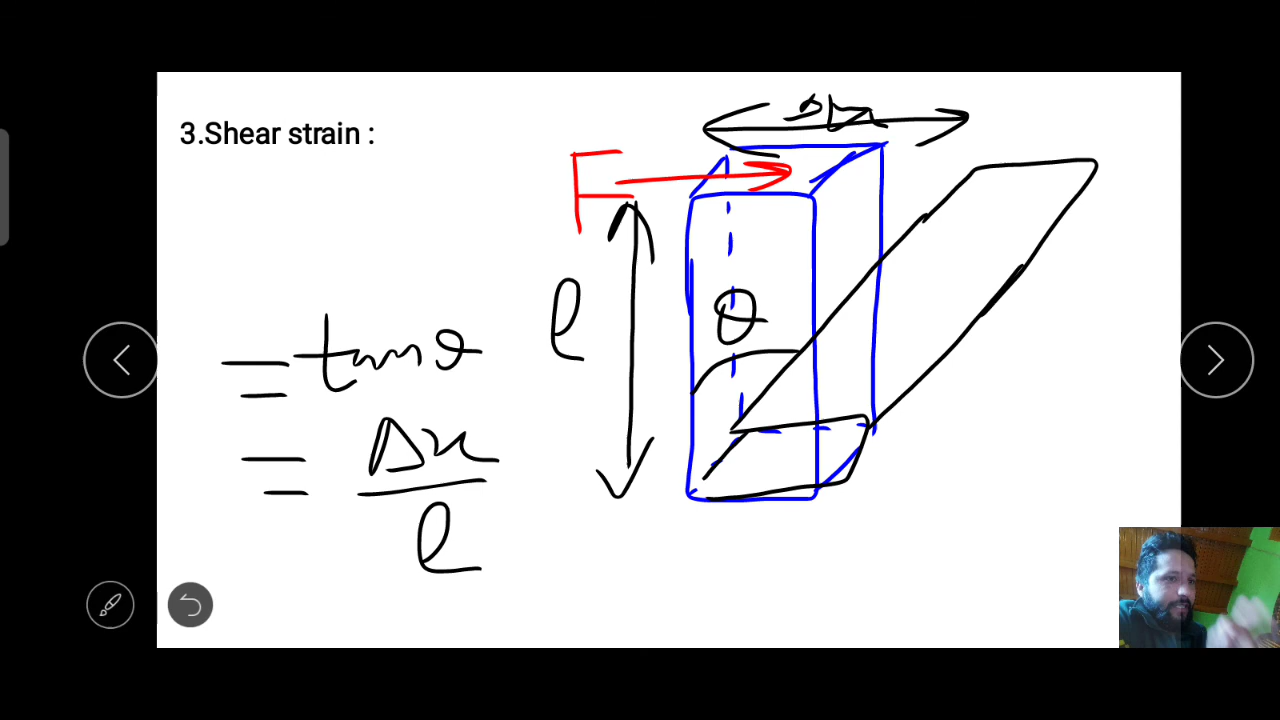 3.Shear strain :
Δx
F
l
θ
= tanθ
= Δx
l